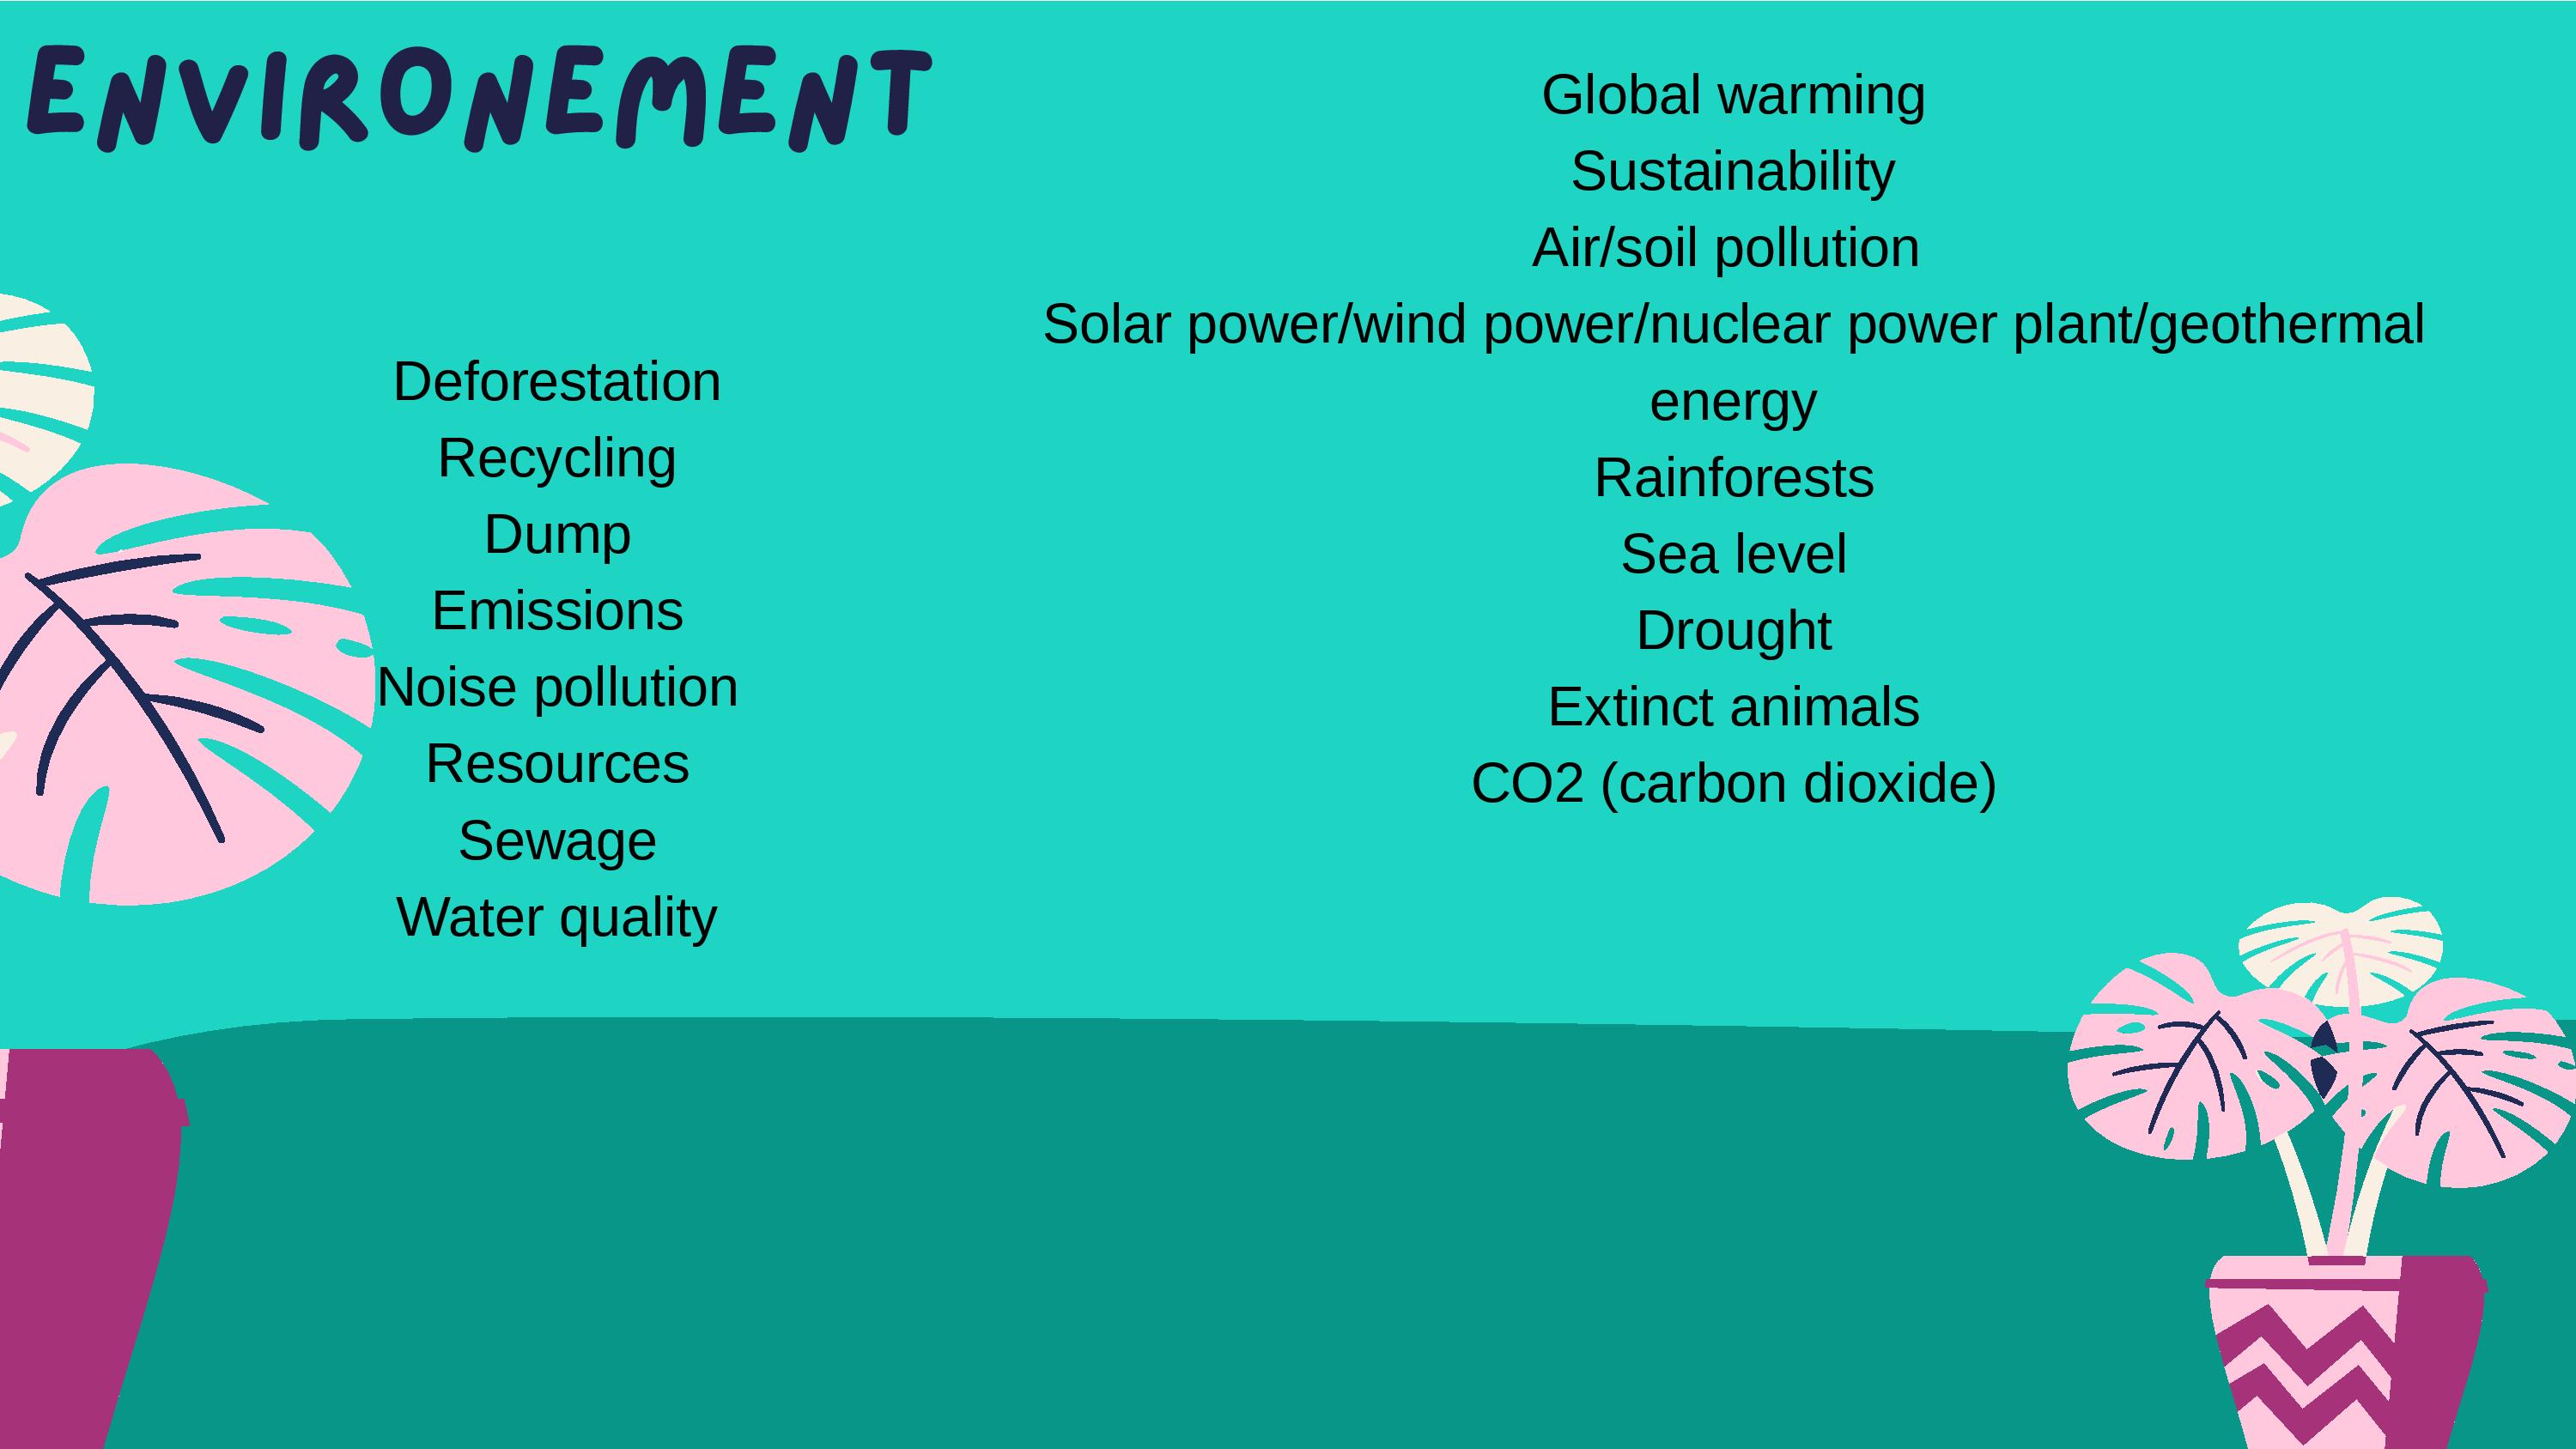 ENVIRONEMENT
Deforestation
Recycling
Dump
Emissions
Noise pollution
Resources
Sewage
Water quality
Global warming
Sustainability
Air/soil pollution
Solar power/wind power/nuclear power plant/geothermal
energy
Rainforests
Sea level
Drought
Extinct animals
CO2 (carbon dioxide)